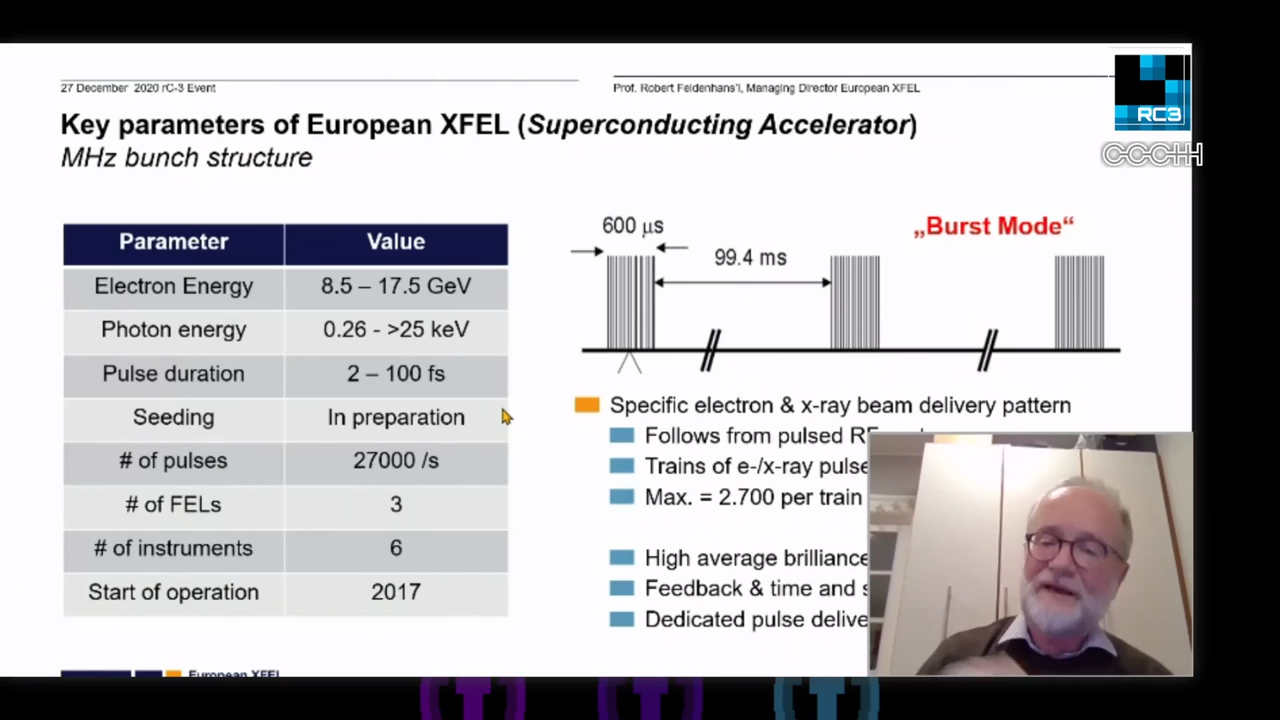 27 December 2020 rC-3 Event
Prof. Robert Feidenhans'l, Managing Director European XFEL
RC3
CCCHH
Key parameters of European XFEL (Superconducting Accelerator)
MHz bunch structure
Parameter Value
Electron Energy 8.5 – 17.5 GeV
Photon energy 0.26 - >25 keV
Pulse duration 2 – 100 fs
Seeding In preparation
# of pulses 27000 /s
# of FELs 3
# of instruments 6
Start of operation 2017
600 μs
99.4 ms
„Burst Mode“
Specific electron & x-ray beam delivery pattern
Follows from pulsed RF
Trains of e-/x-ray pulse
Max. = 2.700 per train
High average brilliance
Feedback & time and s
Dedicated pulse delive
European XFEL